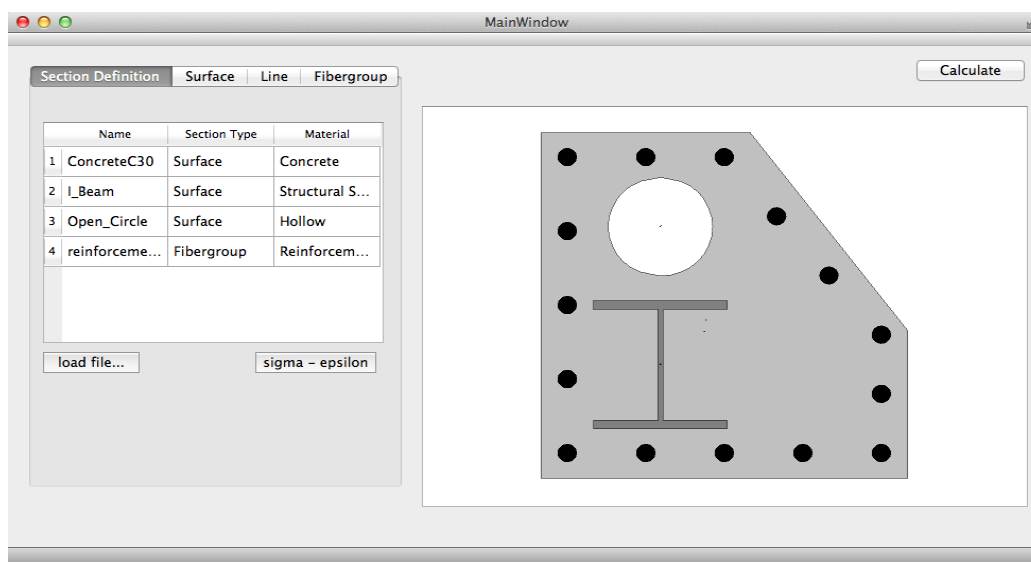 MainWindow
Section Definition Surface Line Fibergroup
Calculate
Name Section Type Material
1 ConcreteC30 Surface Concrete
2 I_Beam Surface Structural S...
3 Open_Circle Surface Hollow
4 reinforceme... Fibergroup Reinforcem...
load file... sigma – epsilon